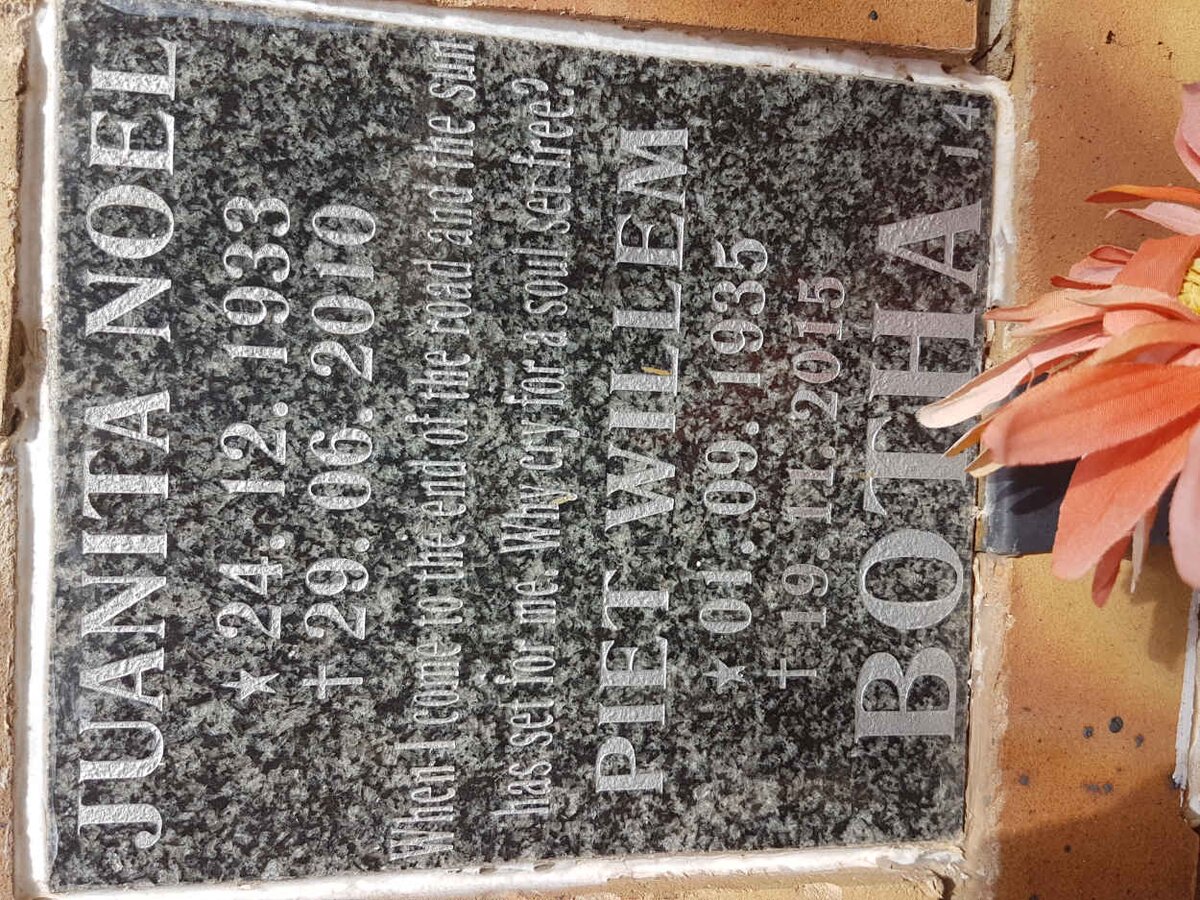 JUANITA NOEL
★ 24. 12. 1933
✝ 29. 06. 2010
When I come to the end of the road and the sun
has set for me. Why cry for a soul set free?
PIET WILLEM
★ 01. 09. 1935
✝ 19. 11. 2015
BOTHA
14